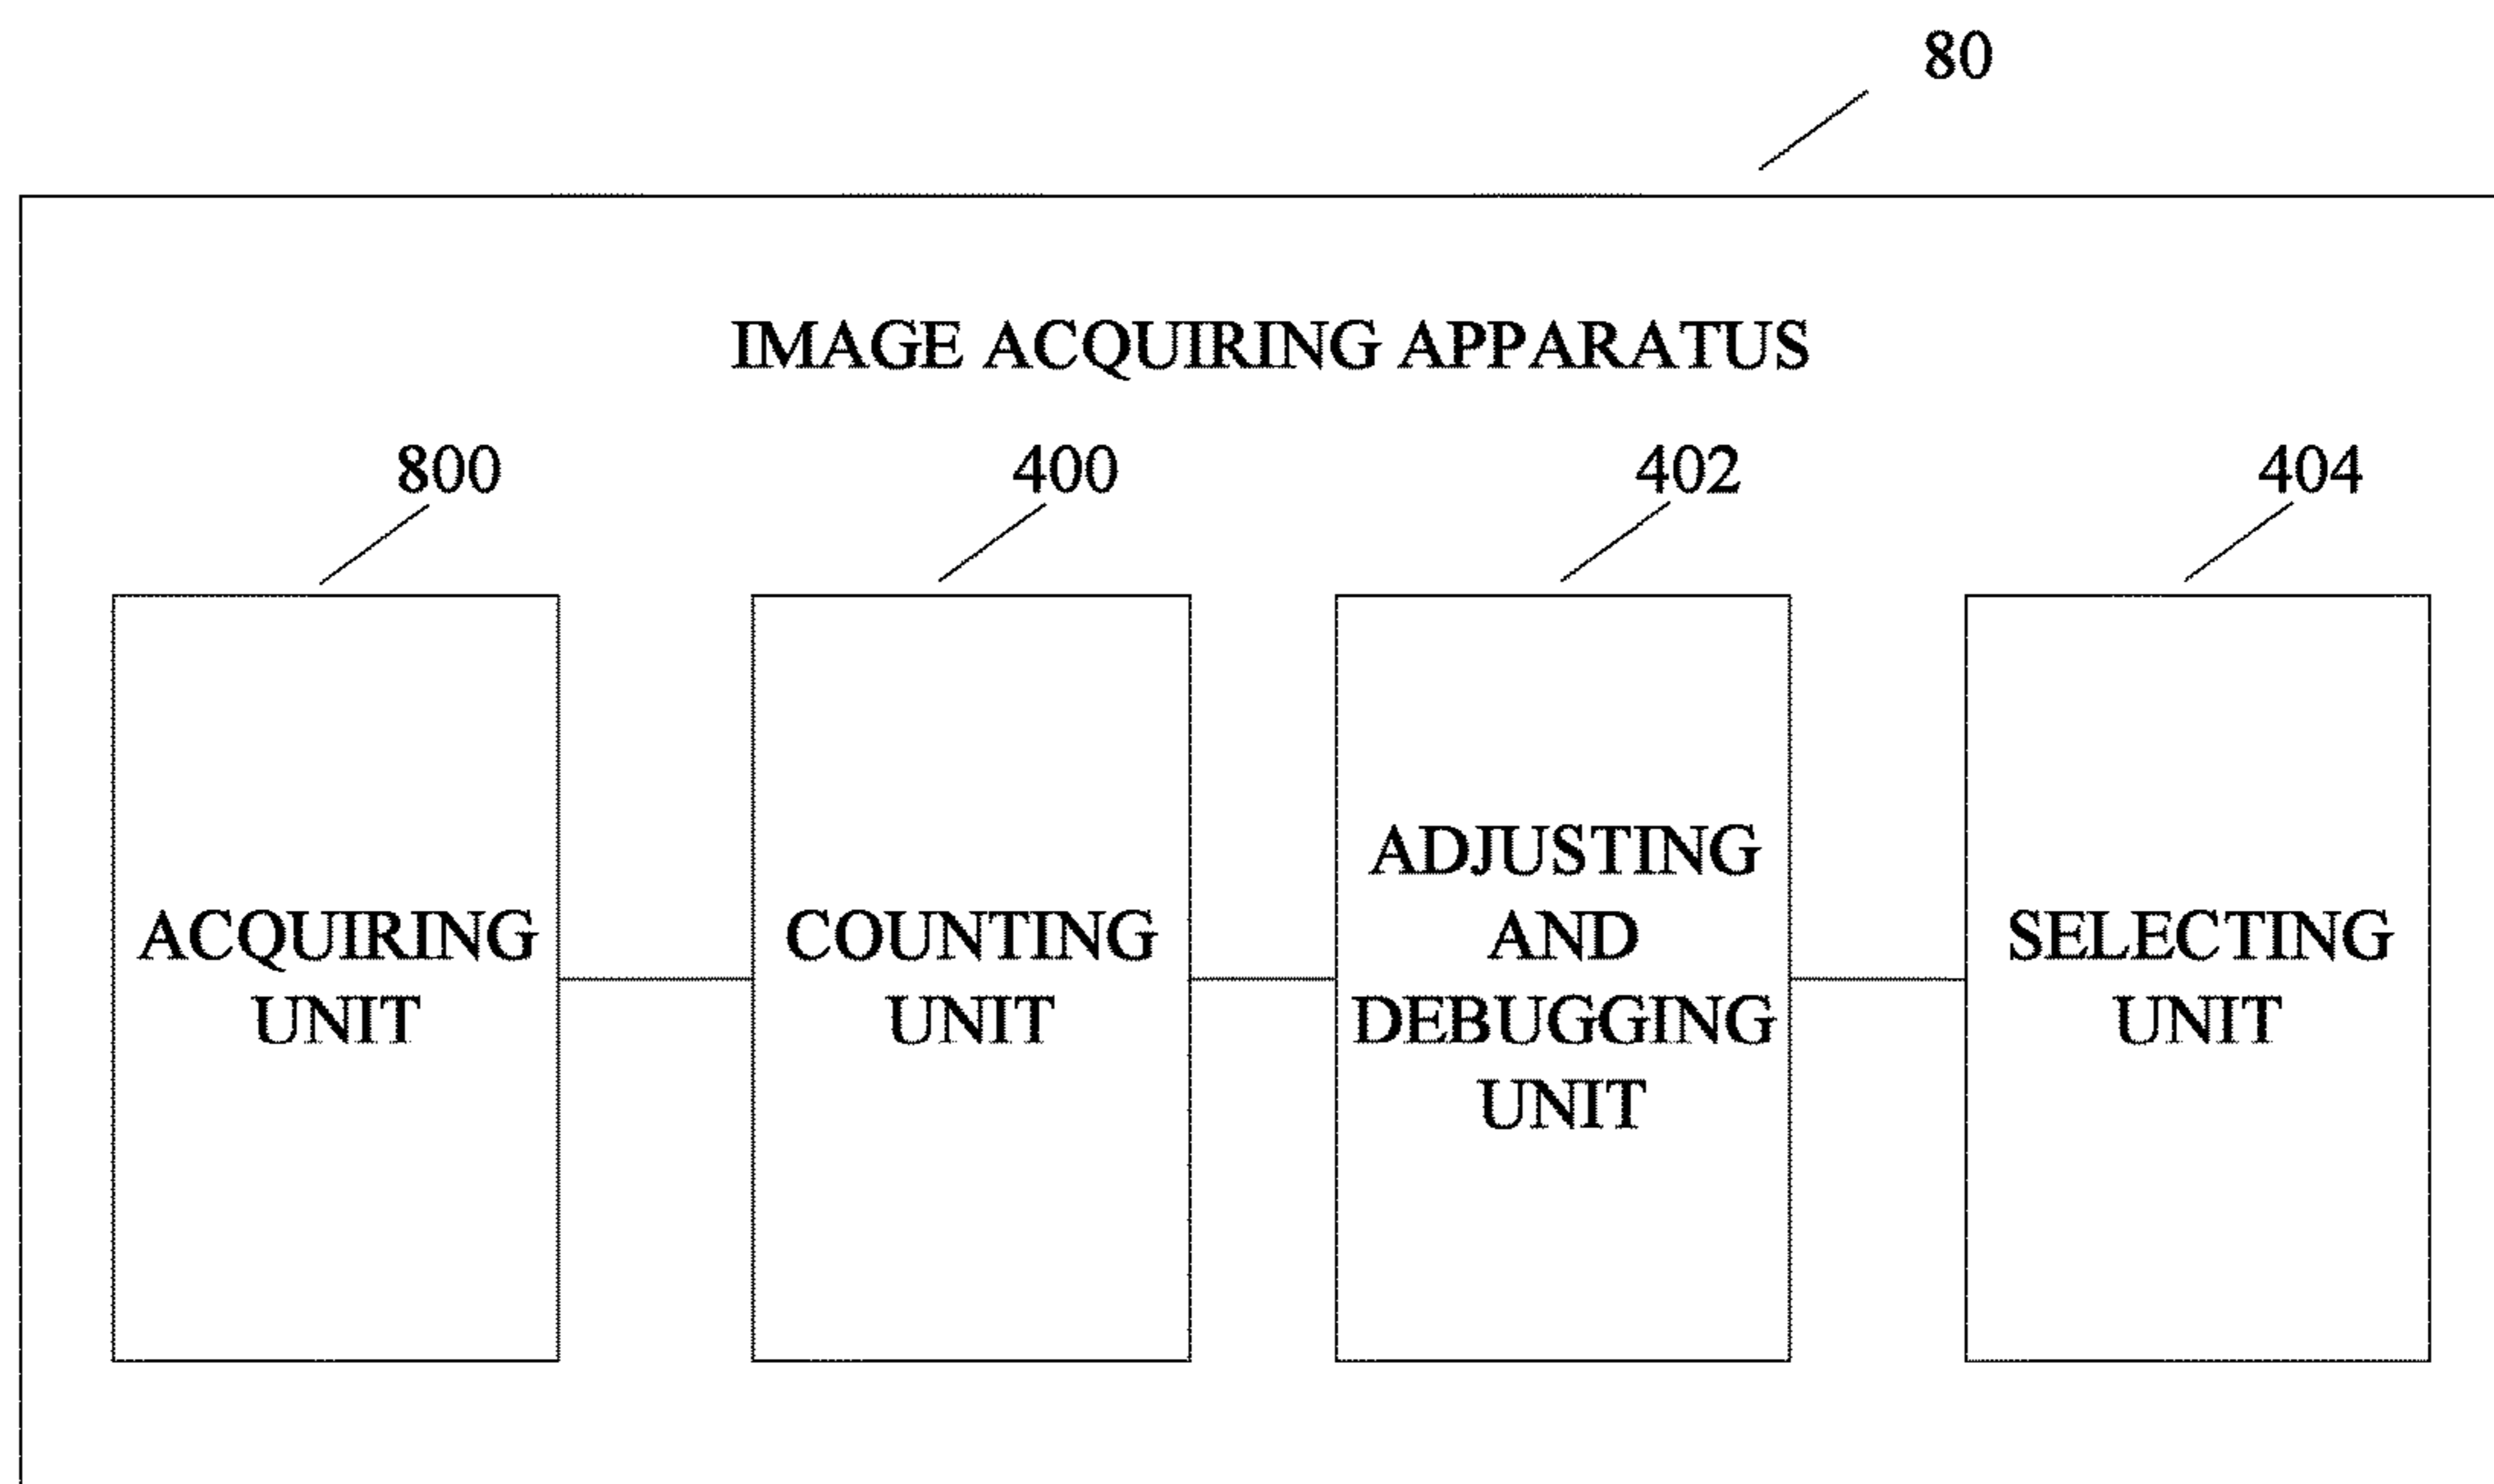 80
IMAGE ACQUIRING APPARATUS
800
400
402
404
ACQUIRING
UNIT
COUNTING
UNIT
ADJUSTING
AND
DEBUGGING
UNIT
SELECTING
UNIT